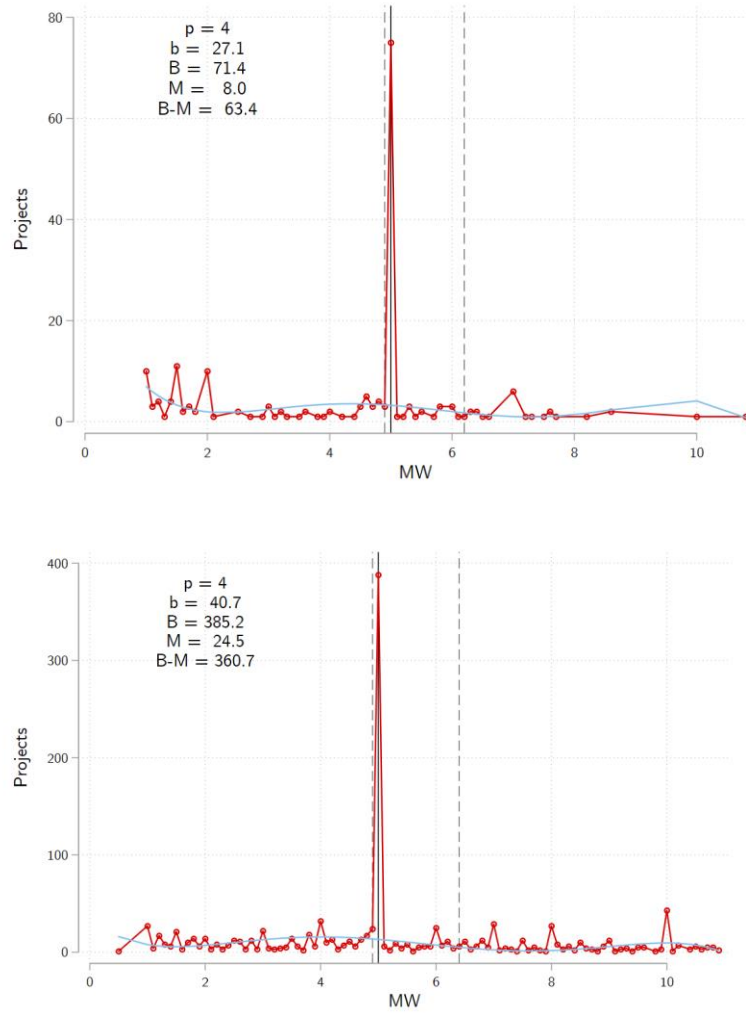 80
60
40
20
0
Projects
p = 4
b = 27.1
B = 71.4
M = 8.0
B-M = 63.4
0 2 4 6 8 10
MW
400
300
200
100
0
Projects
p = 4
b = 40.7
B = 385.2
M = 24.5
B-M = 360.7
0 2 4 6 8 10
MW